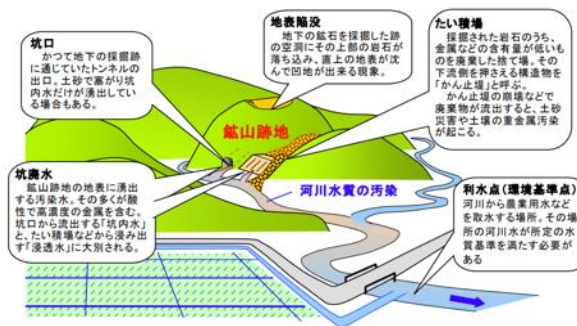 地表陥没
地下の鉱石を採掘した跡
の空洞にその上部の岩石が
落ち込み、直上の地表が沈
んで凹地が出来る現象。
たい積場
採掘された岩石のうち、
金属などの含有量が低いも
のを廃棄した捨て場。その
下流側を押さえる構造物を
「かん止堤」と呼ぶ。
かん止堤の崩壊などで
廃棄物が流出すると、土砂
災害や土壌の重金属汚染
が起こる。
坑口
かつて地下の採掘跡
に通じていたトンネルの
出口。土砂で塞がり坑
内水だけが湧出してい
る場合もある。
鉱山跡地
坑廃水
鉱山跡地の地表に湧出
する汚染水。その多くが酸
性で高濃度の金属を含む。
坑口から流出する「坑内水」
と、たい積場などから浸み出
す「浸透水」に大別される。
河川水質の汚染
利水点（環境基準点）
河川から農業用水など
を取水する場所。その場
所の河川水が所定の水
質基準を満たす必要が
ある